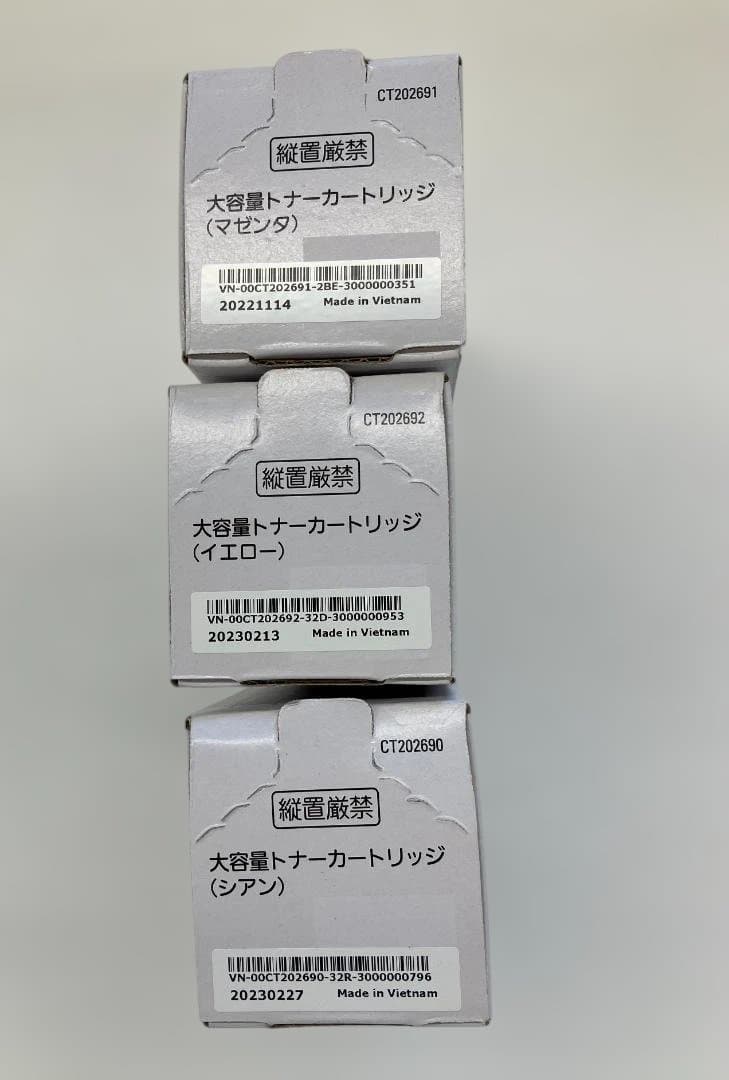 CT202691
縦置厳禁
大容量トナーカートリッジ
(マゼンタ)
VN-00CT202691-2BE-3000000351
20221114 Made in Vietnam
CT202692
縦置厳禁
大容量トナーカートリッジ
(イエロー)
VN-00CT202692-32D-3000000953
20230213 Made in Vietnam
CT202690
縦置厳禁
大容量トナーカートリッジ
(シアン)
VN-00CT202690-32R-3000000796
20230227 Made in Vietnam